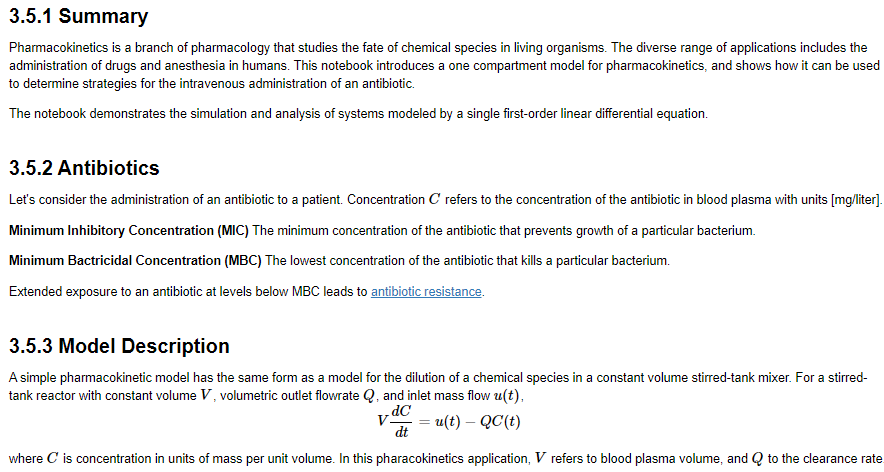 3.5.1 Summary
Pharmacokinetics is a branch of pharmacology that studies the fate of chemical species in living organisms. The diverse range of applications includes the
administration of drugs and anesthesia in humans. This notebook introduces a one compartment model for pharmacokinetics, and shows how it can be used
to determine strategies for the intravenous administration of an antibiotic.
The notebook demonstrates the simulation and analysis of systems modeled by a single first-order linear differential equation.
3.5.2 Antibiotics
Let's consider the administration of an antibiotic to a patient. Concentration C refers to the concentration of the antibiotic in blood plasma with units [mg/liter].
Minimum Inhibitory Concentration (MIC) The minimum concentration of the antibiotic that prevents growth of a particular bacterium.
Minimum Bactricidal Concentration (MBC) The lowest concentration of the antibiotic that kills a particular bacterium.
Extended exposure to an antibiotic at levels below MBC leads to antibiotic resistance.
3.5.3 Model Description
A simple pharmacokinetic model has the same form as a model for the dilution of a chemical species in a constant volume stirred-tank mixer. For a stirred-
tank reactor with constant volume V, volumetric outlet flowrate Q, and inlet mass flow u(t),
V dC/dt = u(t) − QC(t)
where C is concentration in units of mass per unit volume. In this pharacokinetics application, V refers to blood plasma volume, and Q to the clearance rate